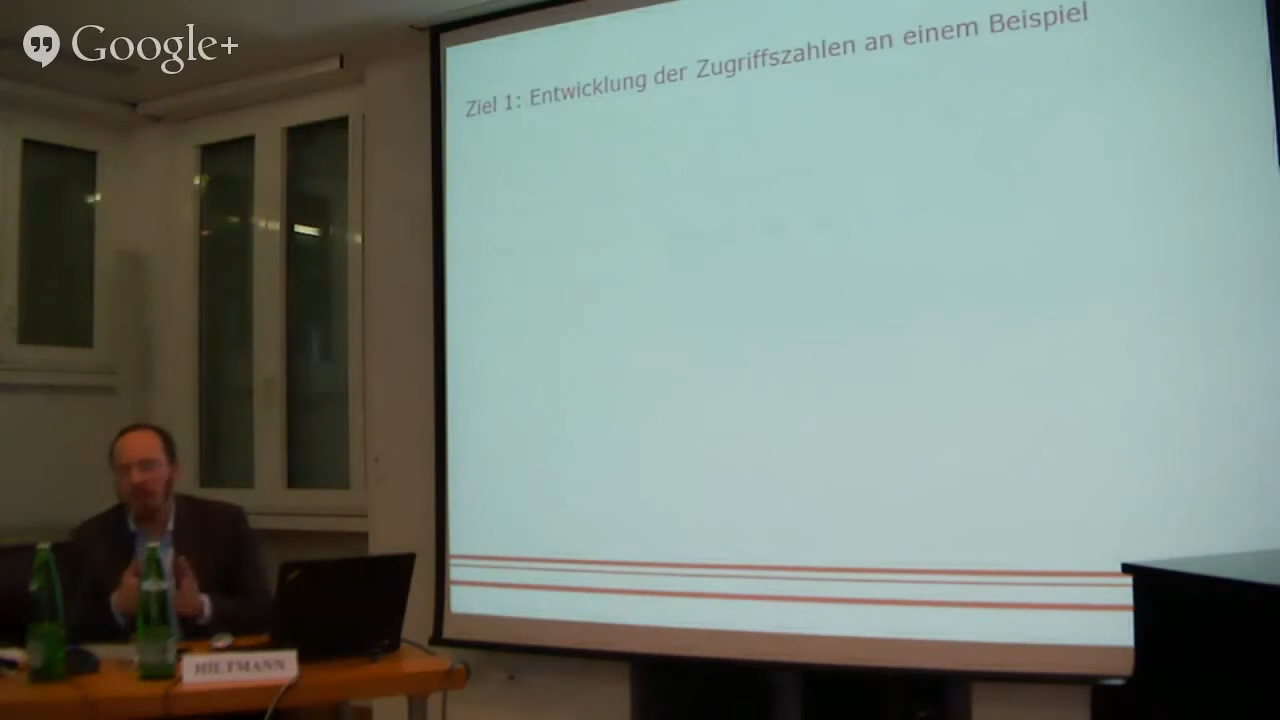 Google+
Ziel 1: Entwicklung der Zugriffszahlen an einem Beispiel
HILTMANN